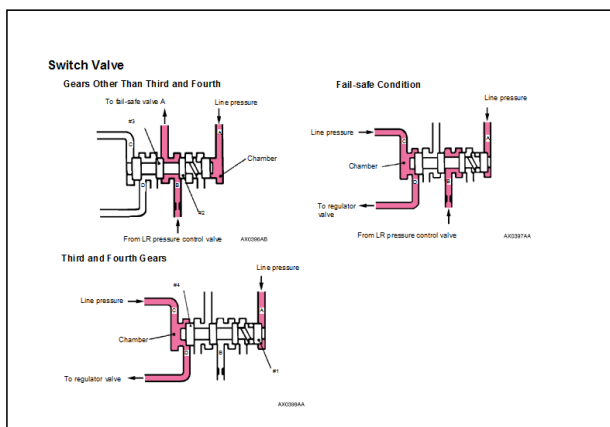 Switch Valve
Gears Other Than Third and Fourth
To fail-safe valve A
Line pressure
#3
A
C
Chamber
D
B
#2
From LR pressure control valve
AX0396AB
Fail-safe Condition
Line pressure
Line pressure
A
C
Chamber
D
B
To regulator
valve
From LR pressure control valve
AX0397AA
Third and Fourth Gears
Line pressure
#4
Line pressure
A
C
Chamber
D
B
#1
To regulator valve
AX0398AA